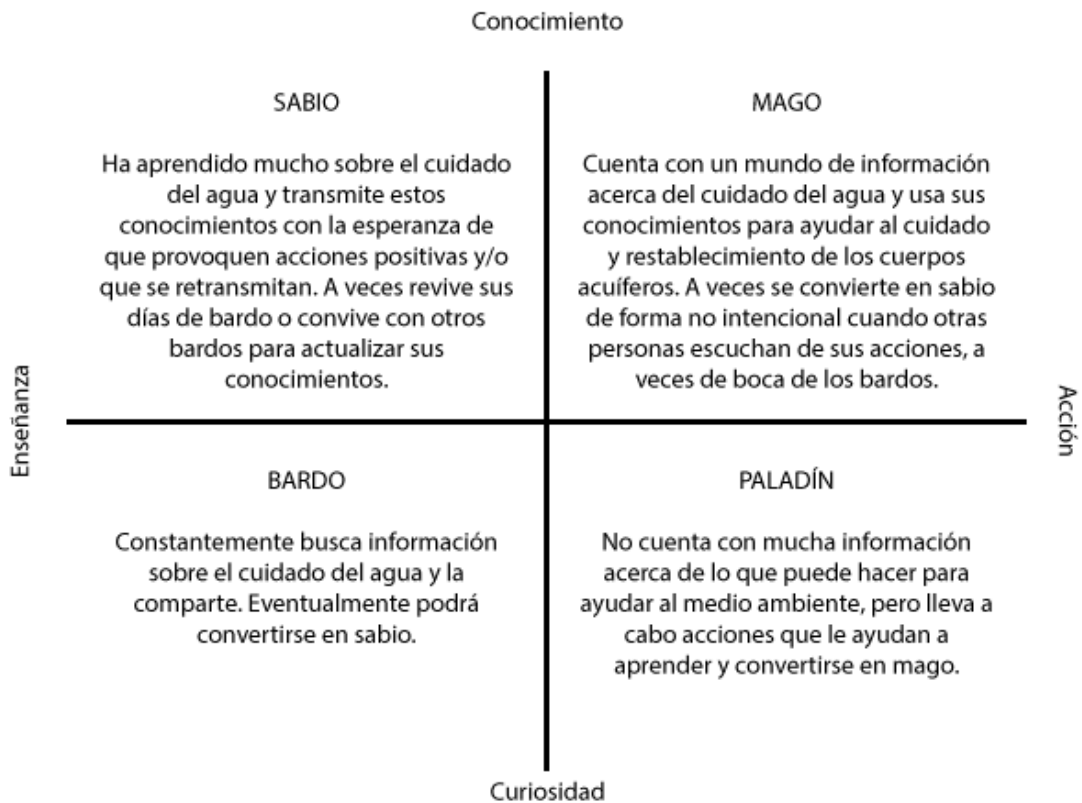 Conocimiento
SABIO
Ha aprendido mucho sobre el cuidado
del agua y transmite estos
conocimientos con la esperanza de
que provoquen acciones positivas y/o
que se retransmitan. A veces revive sus
días de bardo o convive con otros
bardos para actualizar sus
conocimientos.
MAGO
Cuenta con un mundo de información
acerca del cuidado del agua y usa sus
conocimientos para ayudar al cuidado
y restablecimiento de los cuerpos
acuíferos. A veces se convierte en sabio
de forma no intencional cuando otras
personas escuchan de sus acciones, a
veces de boca de los bardos.
Enseñanza
Acción
BARDO
Constantemente busca información
sobre el cuidado del agua y la
comparte. Eventualmente podrá
convertirse en sabio.
PALADÍN
No cuenta con mucha información
acerca de lo que puede hacer para
ayudar al medio ambiente, pero lleva a
cabo acciones que le ayudan a
aprender y convertirse en mago.
Curiosidad